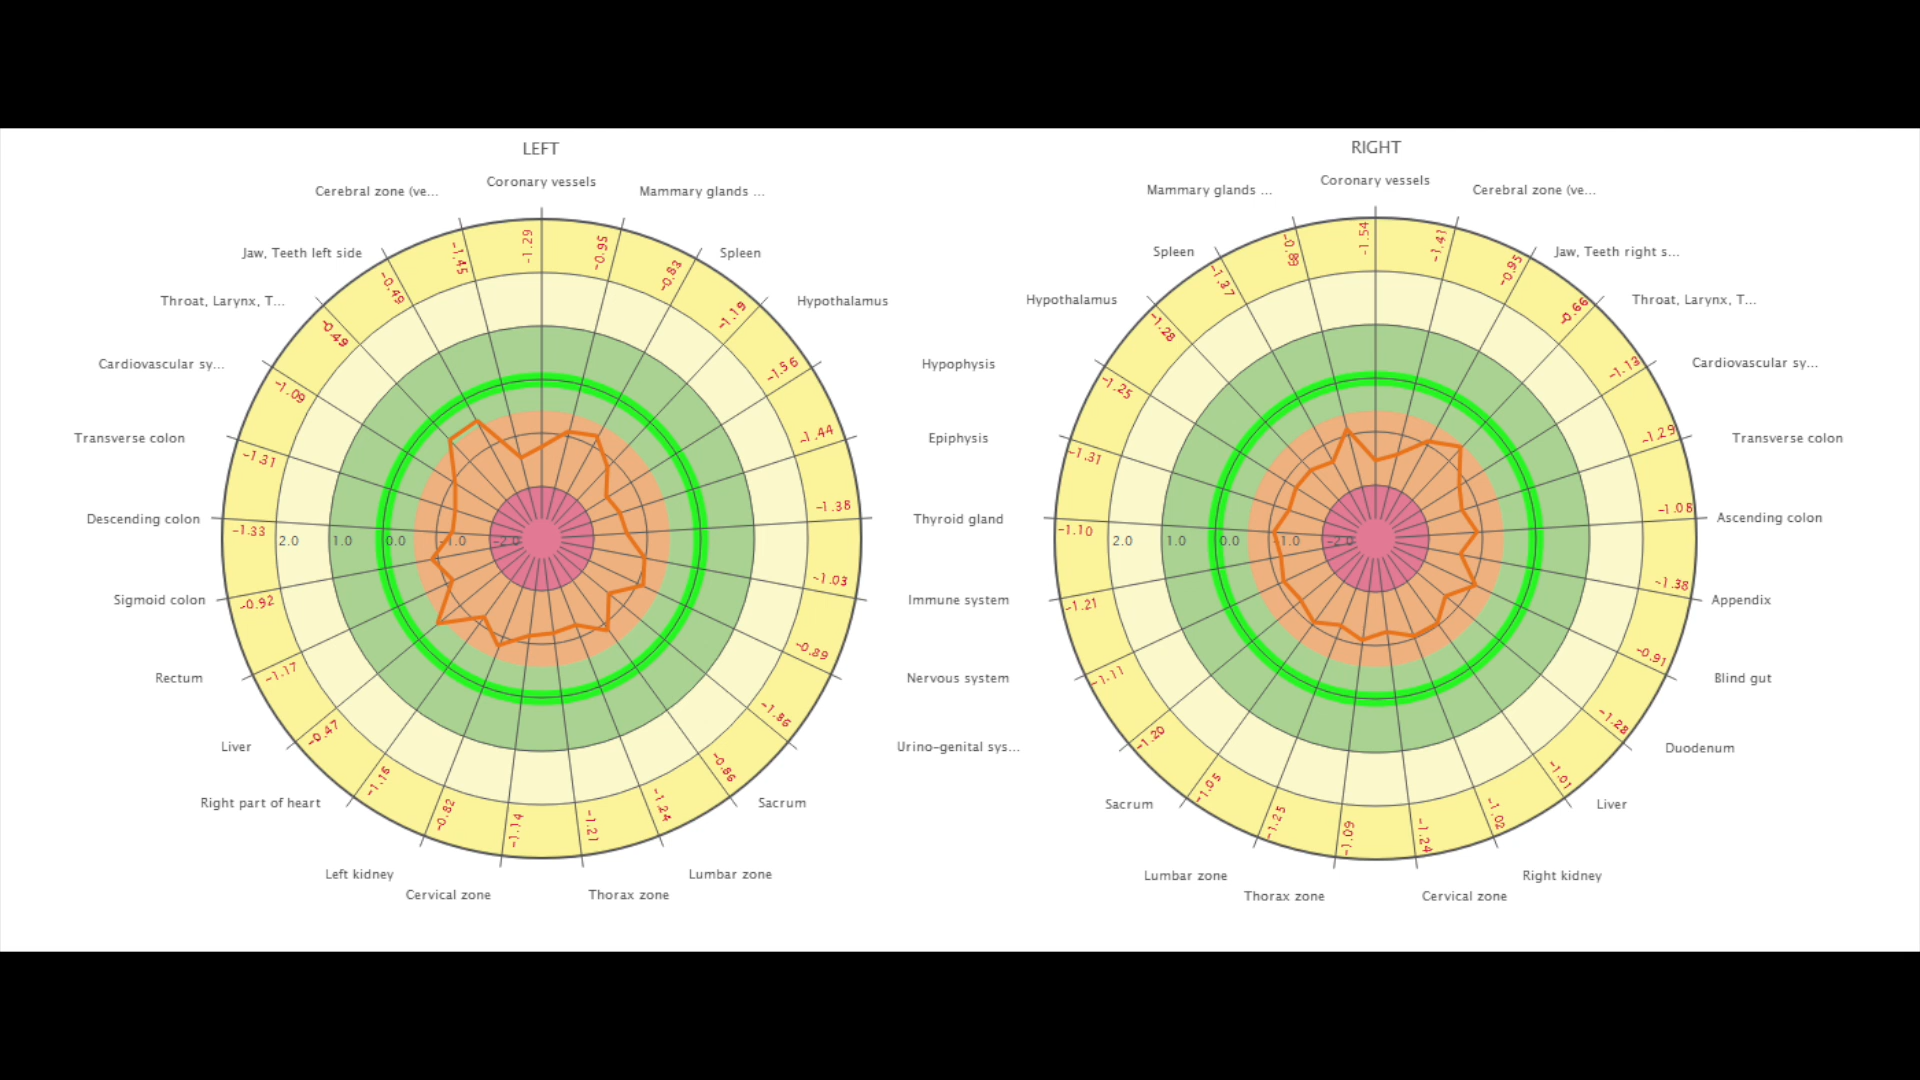 LEFT
Coronary vessels
Mammary glands ...
Spleen
Hypothalamus
Hypophysis
Epiphysis
Thyroid gland
Immune system
Nervous system
Urino-genital sys...
Sacrum
Lumbar zone
Thorax zone
Cervical zone
Left kidney
Right part of heart
Liver
Rectum
Sigmoid colon
Descending colon
Transverse colon
Cardiovascular sy...
Throat, Larynx, T...
Jaw, Teeth left side
Cerebral zone (ve...
-1.29
-0.95
-0.83
-1.19
-1.56
-1.44
-1.38
-1.03
-0.89
-1.86
-0.86
-1.24
-1.21
-1.14
-0.82
-1.16
-0.47
-1.17
-0.92
-1.33
-1.31
-1.09
-0.49
-0.49
-1.45
2.0
1.0
0.0
-1.0
-2.0
RIGHT
Coronary vessels
Cerebral zone (ve...
Jaw, Teeth right s...
Throat, Larynx, T...
Cardiovascular sy...
Transverse colon
Ascending colon
Appendix
Blind gut
Duodenum
Liver
Right kidney
Cervical zone
Thorax zone
Lumbar zone
Sacrum
Hypothalamus
Spleen
Mammary glands ...
-1.54
-1.41
-0.95
-0.66
-1.13
-1.29
-1.08
-1.38
-0.91
-1.28
-1.01
-1.02
-1.24
-1.09
-1.25
-1.05
-1.20
-1.11
-1.21
-1.10
-1.31
-1.25
-1.28
-1.37
-0.89
2.0
1.0
0.0
-1.0
-2.0